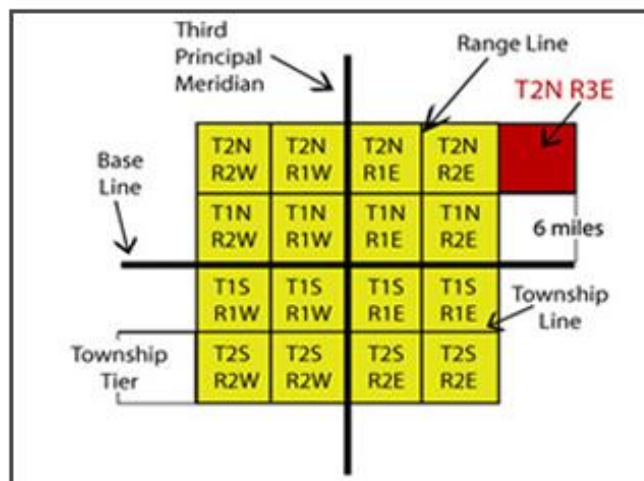 Third
Principal
Meridian
Range Line
T2N R3E
Base
Line
T2N T2N T2N T2N
R2W R1W R1E R2E
T1N T1N T1N T1N
R2W R1W R1E R2E
6 miles
T1S T1S T1S T1S
R1W R1W R1E R1E
Township
Line
Township
Tier
T2S T2S T2S T2S
R2W R2W R2E R2E